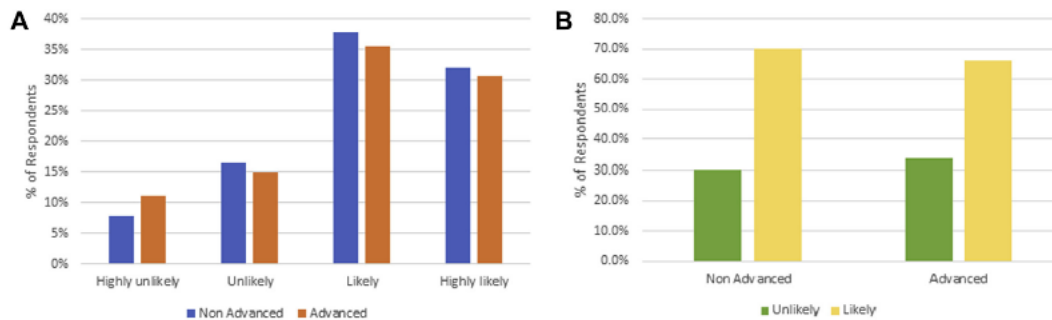 A
% of Respondents
40%
35%
30%
25%
20%
15%
10%
5%
0%
Highly unlikely Unlikely Likely Highly likely
Non Advanced Advanced
B
% of Respondents
80.0%
70.0%
60.0%
50.0%
40.0%
30.0%
20.0%
10.0%
0.0%
Non Advanced Advanced
Unlikely Likely